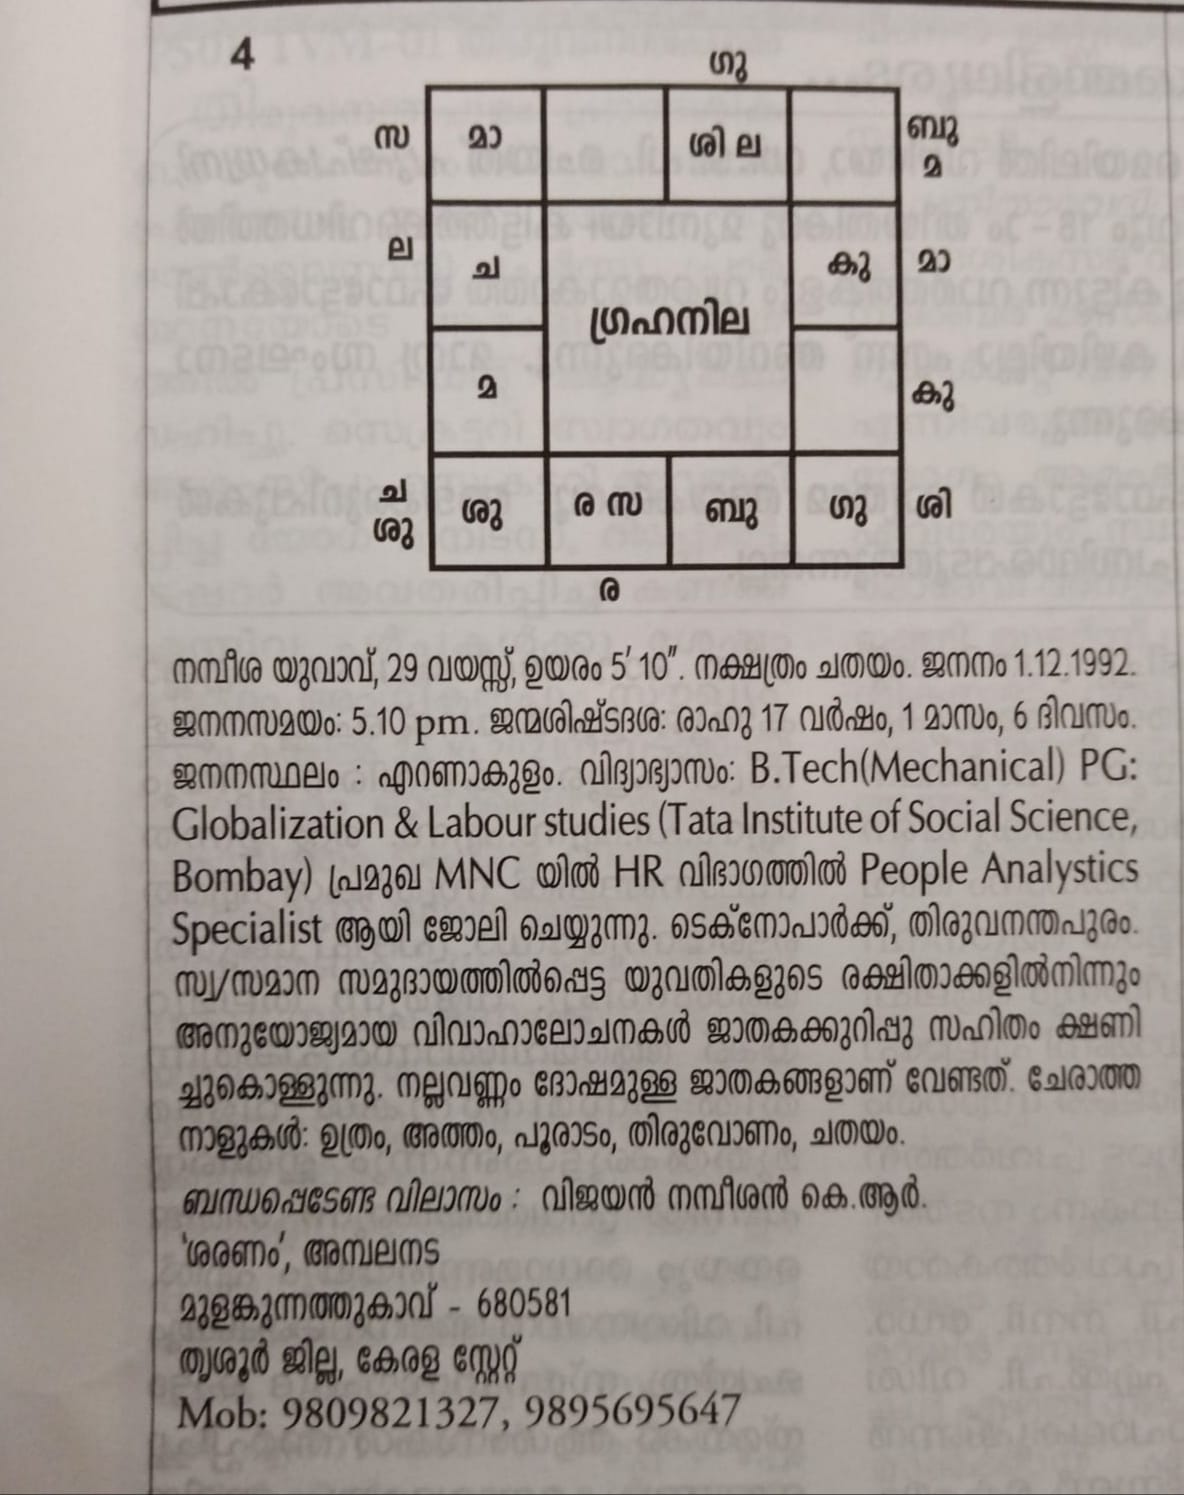 4
ഗു
സ മാ ശി ല ബു
മ
ല ച കു മാ
ഗ്രഹനില
മ കു
ച
ശു ശു ര സ ബു ഗു ശി
ര
നമ്പീശ യുവാവ്, 29 വയസ്സ്, ഉയരം 5′ 10″. നക്ഷത്രം ചതയം. ജനനം 1.12.1992.
ജനനസമയം: 5.10 pm. ജന്മശിഷ്ടദശ: രാഹു 17 വർഷം, 1 മാസം, 6 ദിവസം.
ജനനസ്ഥലം : എറണാകുളം. വിദ്യാഭ്യാസം: B.Tech(Mechanical) PG:
Globalization & Labour studies (Tata Institute of Social Science,
Bombay) പ്രമുഖ MNC യിൽ HR വിഭാഗത്തിൽ People Analystics
Specialist ആയി ജോലി ചെയ്യുന്നു. ടെക്നോപാർക്ക്, തിരുവനന്തപുരം.
സ്വ/സമാന സമുദായത്തിൽപ്പെട്ട യുവതികളുടെ രക്ഷിതാക്കളിൽനിന്നും
അനുയോജ്യമായ വിവാഹാലോചനകൾ ജാതകക്കുറിപ്പു സഹിതം ക്ഷണി
ച്ചുകൊള്ളുന്നു. നല്ലവണ്ണം ദോഷമുള്ള ജാതകങ്ങളാണ് വേണ്ടത്. ചേരാത്ത
നാളുകൾ: ഉത്രം, അത്തം, പൂരാടം, തിരുവോണം, ചതയം.
ബന്ധപ്പെടേണ്ട വിലാസം : വിജയൻ നമ്പീശൻ കെ.ആർ.
'ശരണം', അമ്പലനട
മുളങ്കുന്നത്തുകാവ് - 680581
തൃശൂർ ജില്ല, കേരള സ്റ്റേറ്റ്
Mob: 9809821327, 9895695647